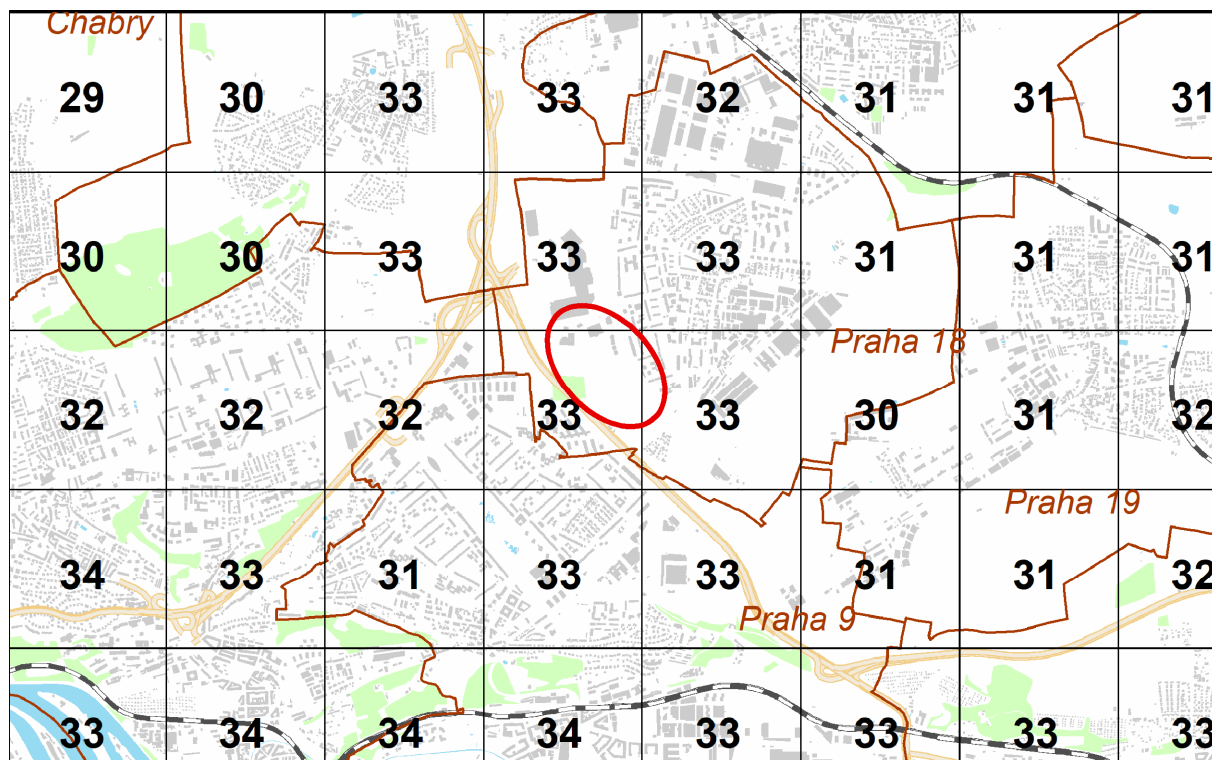 Chabry
29 30 33 33 32 31 31 31
30 30 33 33 33 31 31 31
Praha 18
32 32 32 33 33 30 31 32
Praha 19
34 33 31 33 33 31 31 32
Praha 9
33 34 34 34 33 33 33 33